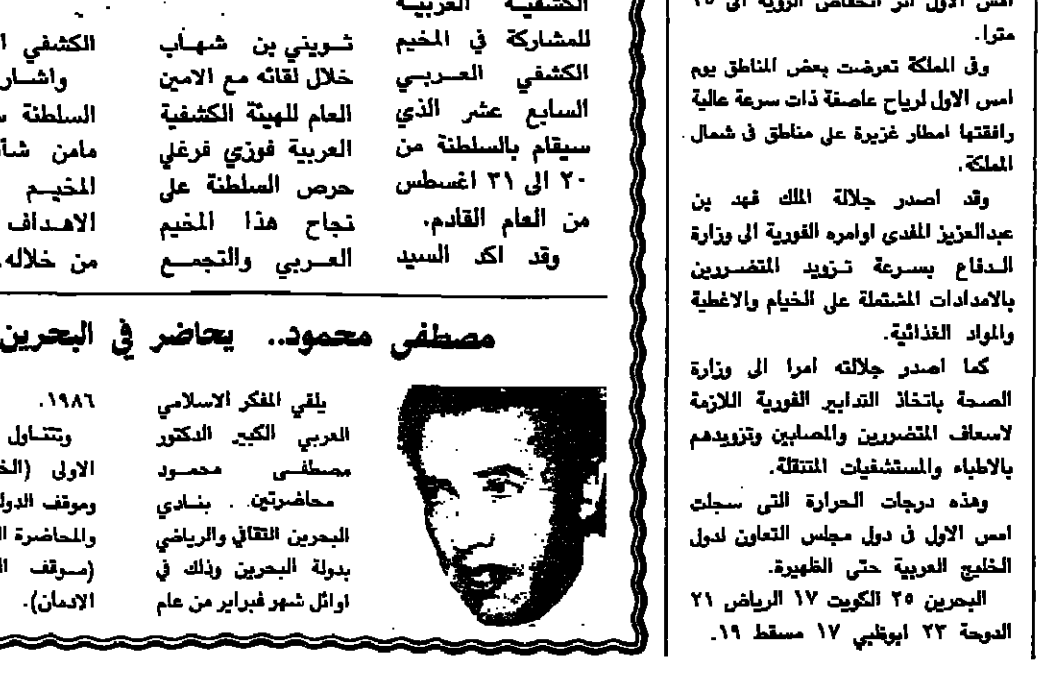 امس الاول اثر انخفاض الرؤية الى ٢٥
مترا.
وفى المملكة تعرضت بعض المناطق يوم
امس الاول لرياح عاصفة ذات سرعة عالية
رافقتها امطار غزيرة على مناطق فى شمال
المملكة.
وقد اصدر جلالة الملك فهد بن
عبدالعزيز المفدى اوامره الفورية الى وزارة
الدفاع بسرعة تزويد المتضررين
بالامدادات المشتملة على الخيام والاغطية
والمواد الغذائية.
كما اصدر جلالته امرا الى وزارة
الصحة باتخاذ التدابير الفورية اللازمة
لاسعاف المتضررين والمصابين وتزويدهم
بالاطباء والمستشفيات المتنقلة.
وهذه درجات الحرارة التى سجلت
امس الاول فى دول مجلس التعاون لدول
الخليج العربية حتى الظهيرة.
البحرين ٢٥ الكويت ١٧ الرياض ٢١
الدوحة ٢٣ ابوظبي ١٧ مسقط ١٩.
الكشفية العربية
للمشاركة في المخيم
الكشفي العربي
السابع عشر الذي
سيقام بالسلطنة من
٢٠ الى ٣١ اغسطس
من العام القادم.
وقد اكد السيد
ثويني بن شهاب
خلال لقائه مع الامين
العام للهيئة الكشفية
العربية فوزي فرغلي
حرص السلطنة على
نجاح هذا المخيم
العربي والتجمع
الكشفي
واشار
السلطنة
مامن
المخيم
الاهداف
من خلاله.
مصطفى محمود.. يحاضر في البحرين
يلقي المفكر الاسلامي
العربي الكبير الدكتور
مصطفى محمود
محاضرتين بنادي
البحرين الثقافي والرياضي
بدولة البحرين وذلك في
اوائل شهر فبراير من عام
١٩٨٦.
وتتناول
الاولى
وموقف
والمحاضرة
(موقف
الادمان).